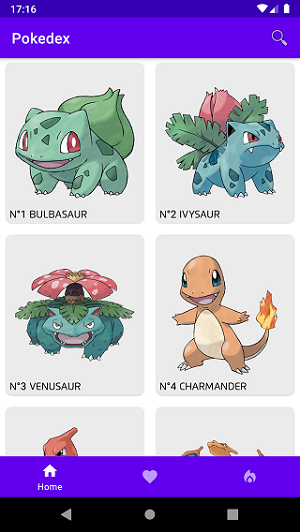 17:16
Pokedex
N°1 BULBASAUR
N°2 IVYSAUR
N°3 VENUSAUR
N°4 CHARMANDER
Home